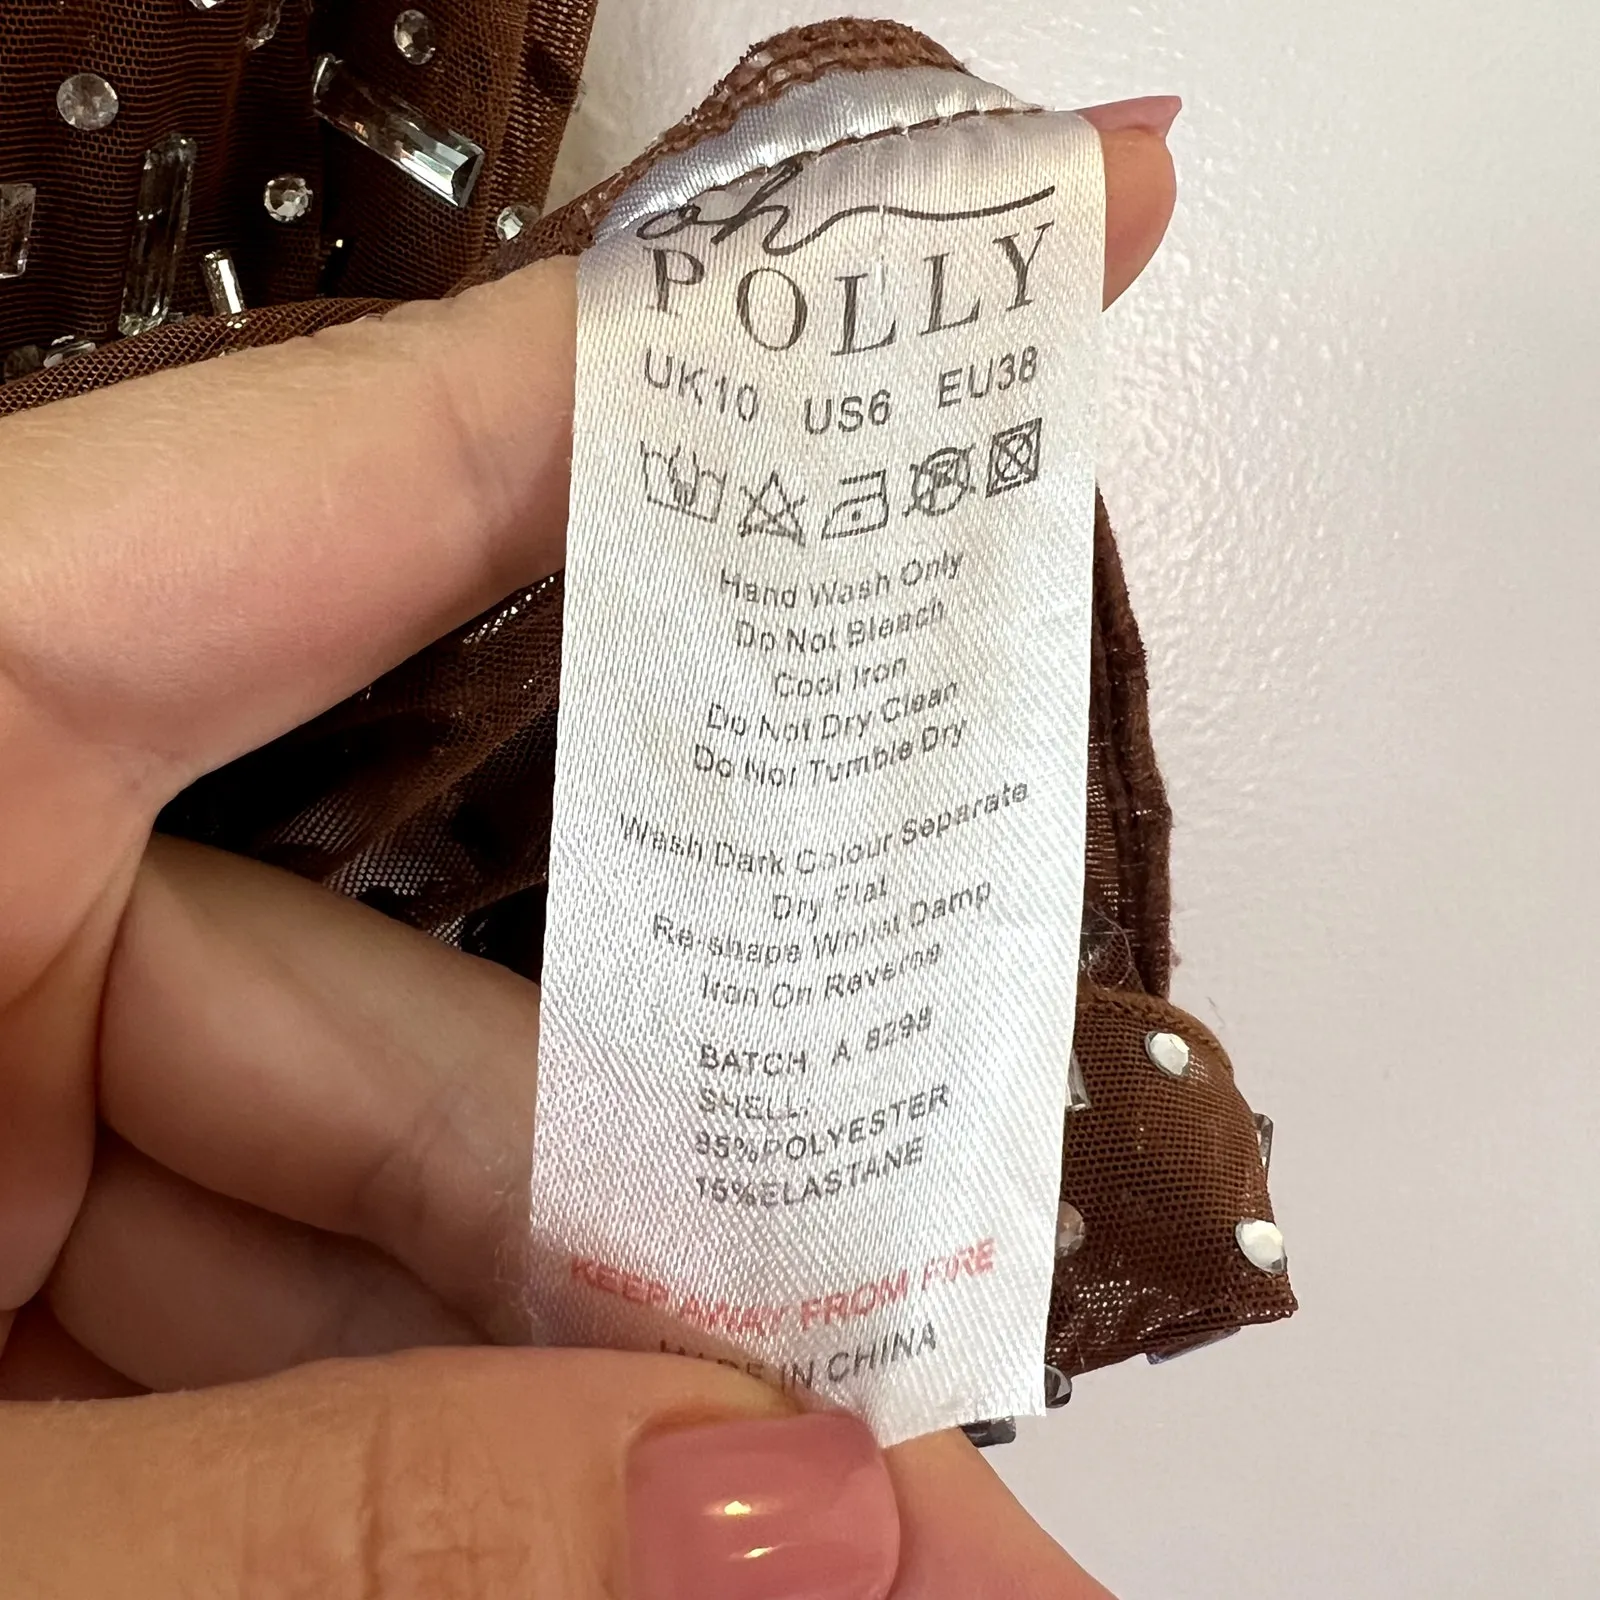 oh
POLLY
UK10 US6 EU38
Hand Wash Only
Do Not Bleach
Cool Iron
Do Not Dry Clean
Do Not Tumble Dry
Wash Dark Colour Separate
Dry Flat
Re-shape Whilst Damp
Iron On Reverse
BATCH A 8298
SHELL:
85%POLYESTER
15%ELASTANE
KEEP AWAY FROM FIRE
MADE IN CHINA